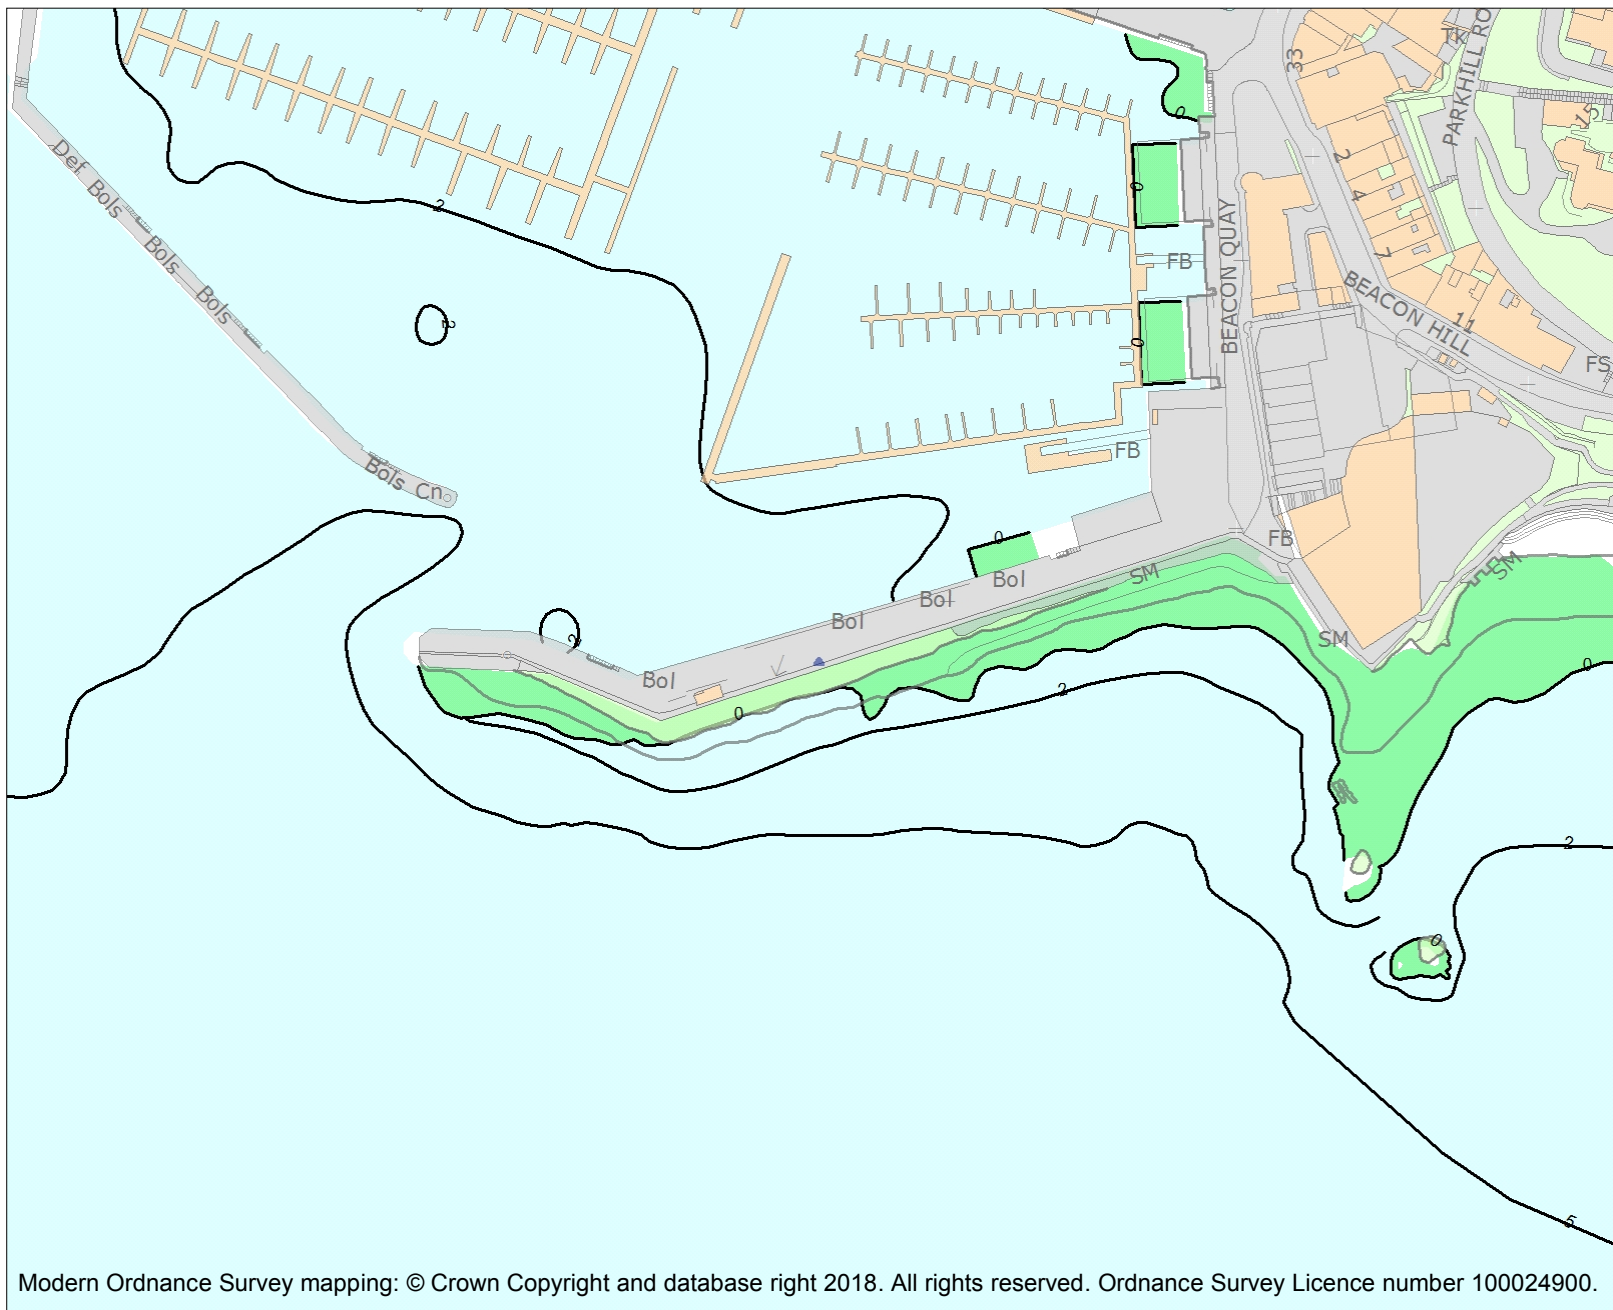 33
Tk
PARKHILL RO
15
0
Def Bols
Bols
Bols
2
4
7
0
2
FB
BEACON QUAY
BEACON HILL
11
2
0
FS
FB
Bols Cn
0
FB
Bol
SM
SM
Bol
Bol
2
SM
0
Bol
2
0
2
0
5
Modern Ordnance Survey mapping: © Crown Copyright and database right 2018. All rights reserved. Ordnance Survey Licence number 100024900.